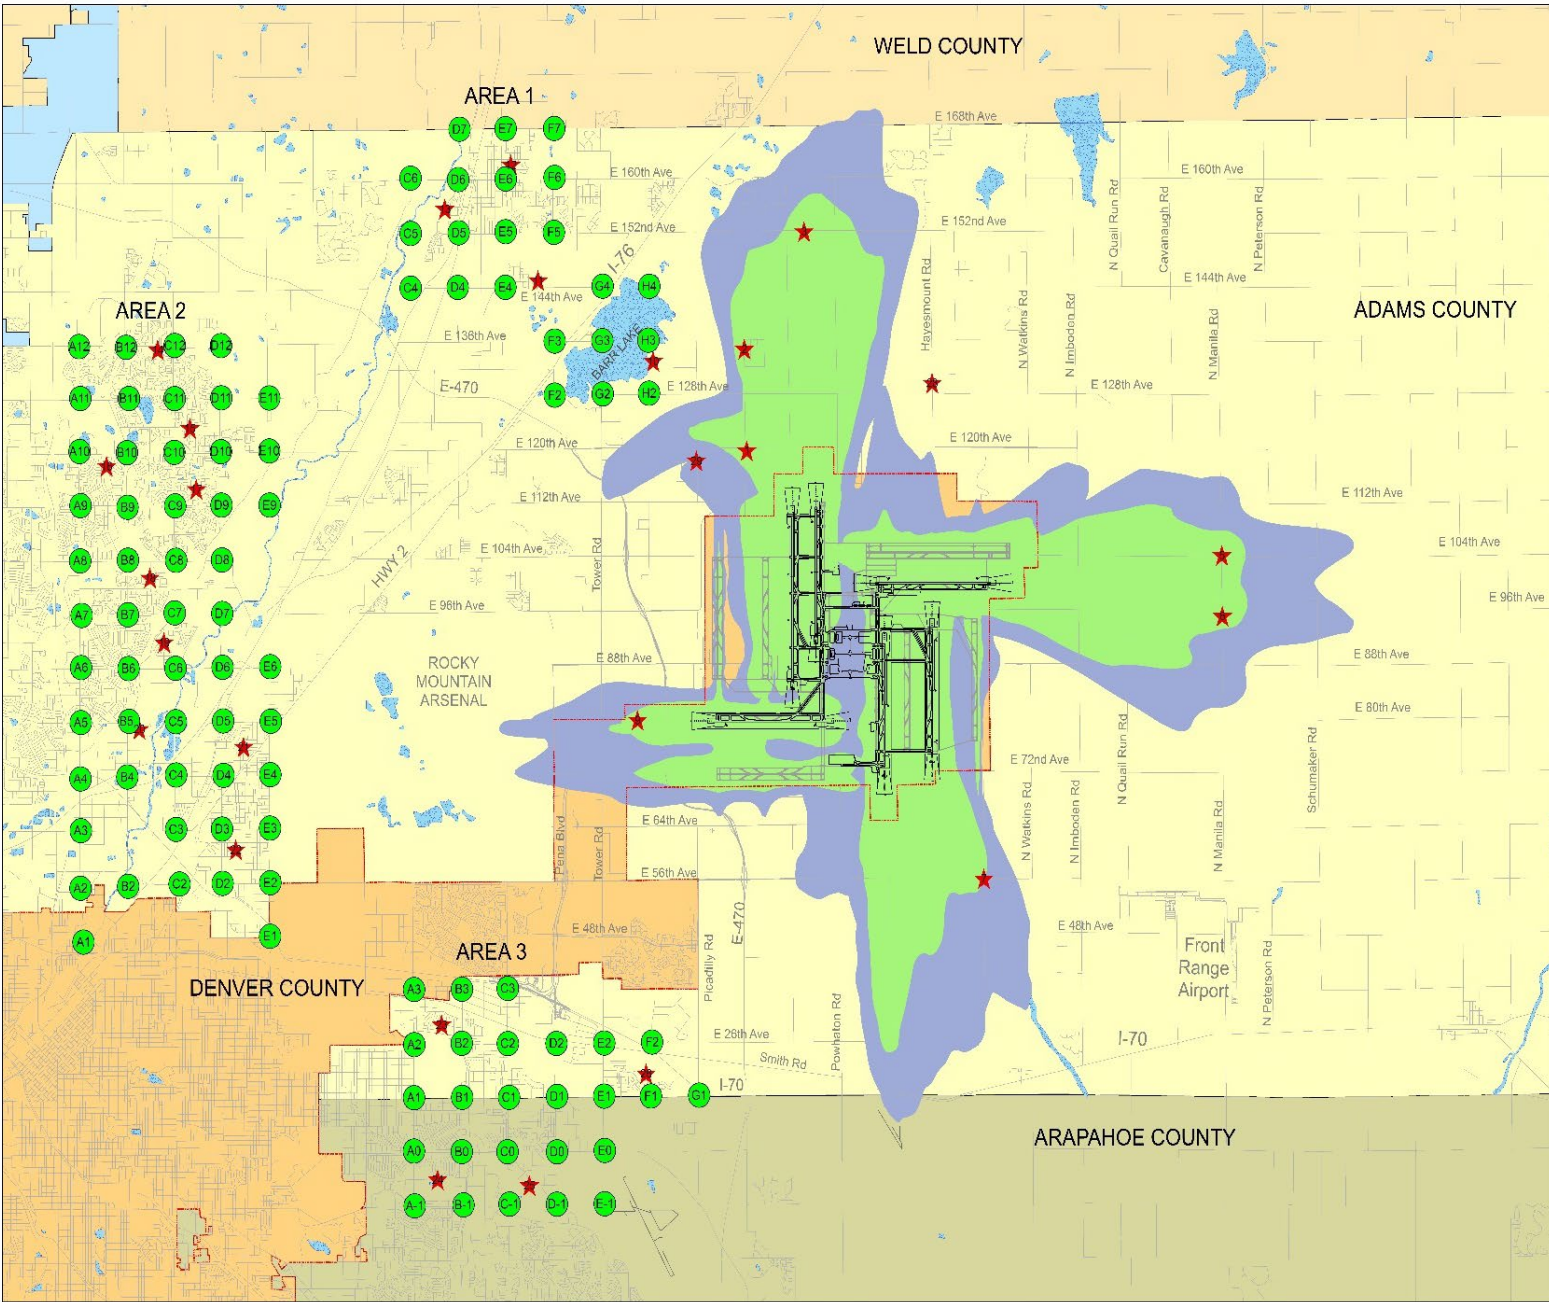 WELD COUNTY
AREA 1
E 168th Ave
D7 E7 F7
E 160th Ave
E 160th Ave
C6 D6 E6 F6
N Quail Run Rd
Cavanaugh Rd
N Peterson Rd
E 152nd Ave
E 152nd Ave
C5 D5 E5 F5
I-76
E 144th Ave
C4 D4 E4 G4 H4
E 144th Ave
AREA 2
ADAMS COUNTY
Hayesmount Rd
N Watkins Rd
N Imboden Rd
N Manila Rd
E 136th Ave
F3 G3 H3
BARR LAKE
A12 B12 C12 D12
E-470
E 128th Ave
E 128th Ave
F2 G2 H2
A11 B11 C11 D11 E11
E 120th Ave
E 120th Ave
A10 B10 C10 D10 E10
E 112th Ave
E 112th Ave
A9 B9 C9 D9 E9
E 104th Ave
E 104th Ave
HWY 2
Tower Rd
A8 B8 C8 D8
E 96th Ave
E 96th Ave
A7 B7 C7 D7
E 88th Ave
E 88th Ave
ROCKY
MOUNTAIN
ARSENAL
A6 B6 C6 D6 E6
E 80th Ave
A5 B5 C5 D5 E5
N Quail Run Rd
Schumaker Rd
E 72nd Ave
A4 B4 C4 D4 E4
N Watkins Rd
N Imboden Rd
N Manila Rd
E 64th Ave
A3 C3 D3 E3
Pena Blvd
Tower Rd
E 56th Ave
A2 B2 C2 D2 E2
E-470
E 48th Ave
E 48th Ave
A1 E1
AREA 3
Front
Range
Airport
Picadilly Rd
N Peterson Rd
DENVER COUNTY
A3 B3 C3
Powhaton Rd
E 26th Ave
I-70
A2 B2 C2 D2 E2 F2
Smith Rd
I-70
A1 B1 C1 D1 E1 F1 G1
ARAPAHOE COUNTY
A0 B0 C0 D0 E0
A-1 B-1 C-1 D-1 E-1